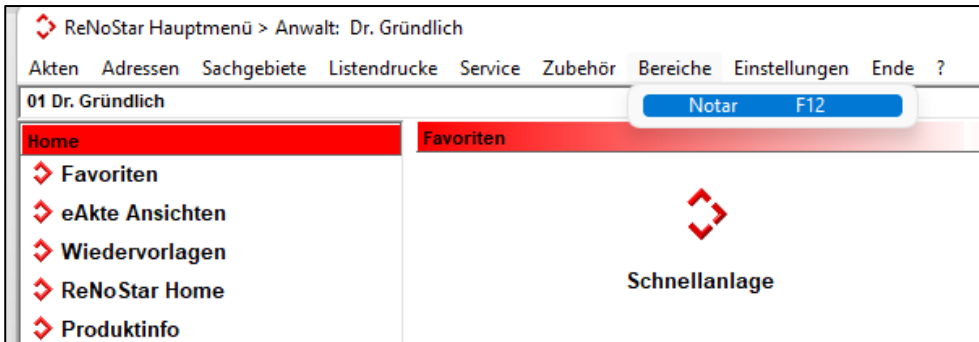 ReNoStar Hauptmenü > Anwalt: Dr. Gründlich
Akten Adressen Sachgebiete Listendrucke Service Zubehör Bereiche Einstellungen Ende ?
01 Dr. Gründlich
Notar F12
Home
Favoriten
Favoriten
eAkte Ansichten
Wiedervorlagen
ReNoStar Home
Produktinfo
Schnellanlage